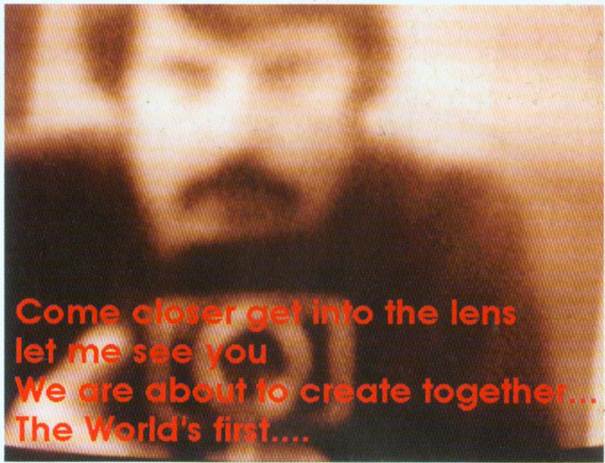 Come closer get into the lens
let me see you
We are about to create together...
The World's first....